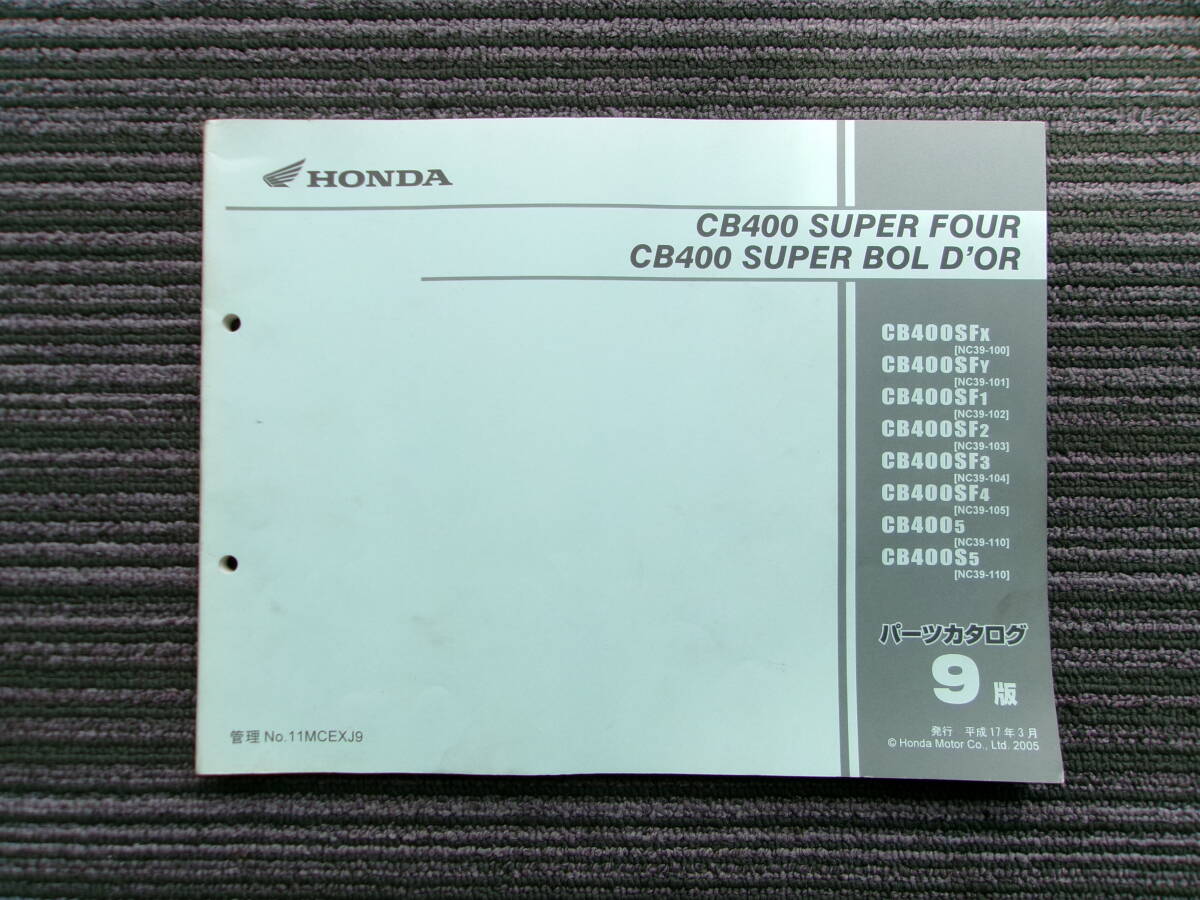 HONDA
CB400 SUPER FOUR
CB400 SUPER BOL D'OR
CB400SFX
[NC39-100]
CB400SFY
[NC39-101]
CB400SF1
[NC39-102]
CB400SF2
[NC39-103]
CB400SF3
[NC39-104]
CB400SF4
[NC39-105]
CB4005
[NC39-110]
CB400S5
[NC39-110]
パーツカタログ
9版
発行 平成17年3月
© Honda Motor Co., Ltd. 2005
管理 No.11MCEXJ9